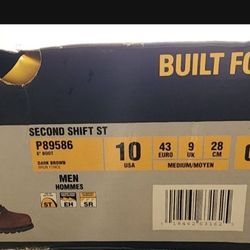 BUILT FO
SECOND SHIFT ST
P89586
6" BOOT
DARK BROWN
10
USA
43
EURO
9
UK
28
CM
MEDIUM/MOYEN
MEN
HOMMES
ST
EH
SR